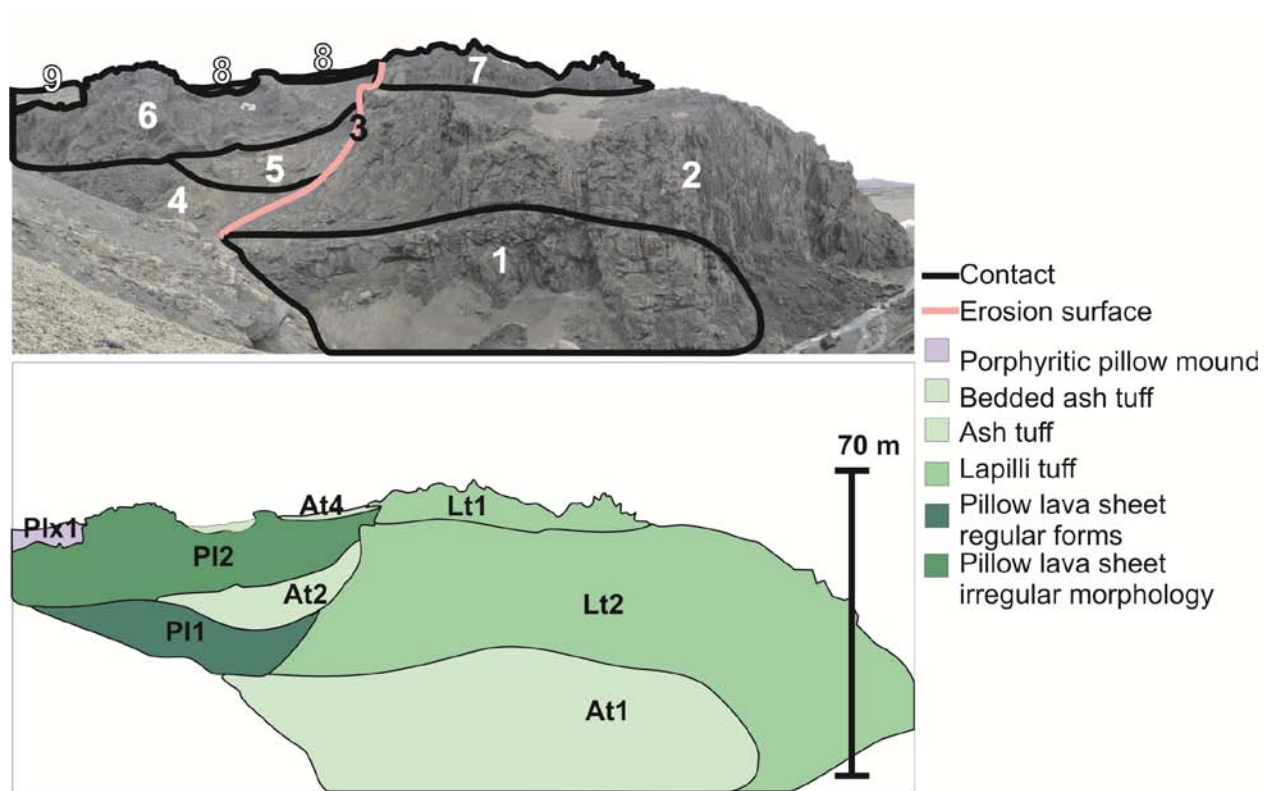 8
8
7
9
6
3
5
2
4
1
Contact
Erosion surface
Porphyritic pillow mound
Bedded ash tuff
Ash tuff
Lapilli tuff
Pillow lava sheet
regular forms
Pillow lava sheet
irregular morphology
70 m
At4
Lt1
Plx1
Pl2
At2
Lt2
Pl1
At1